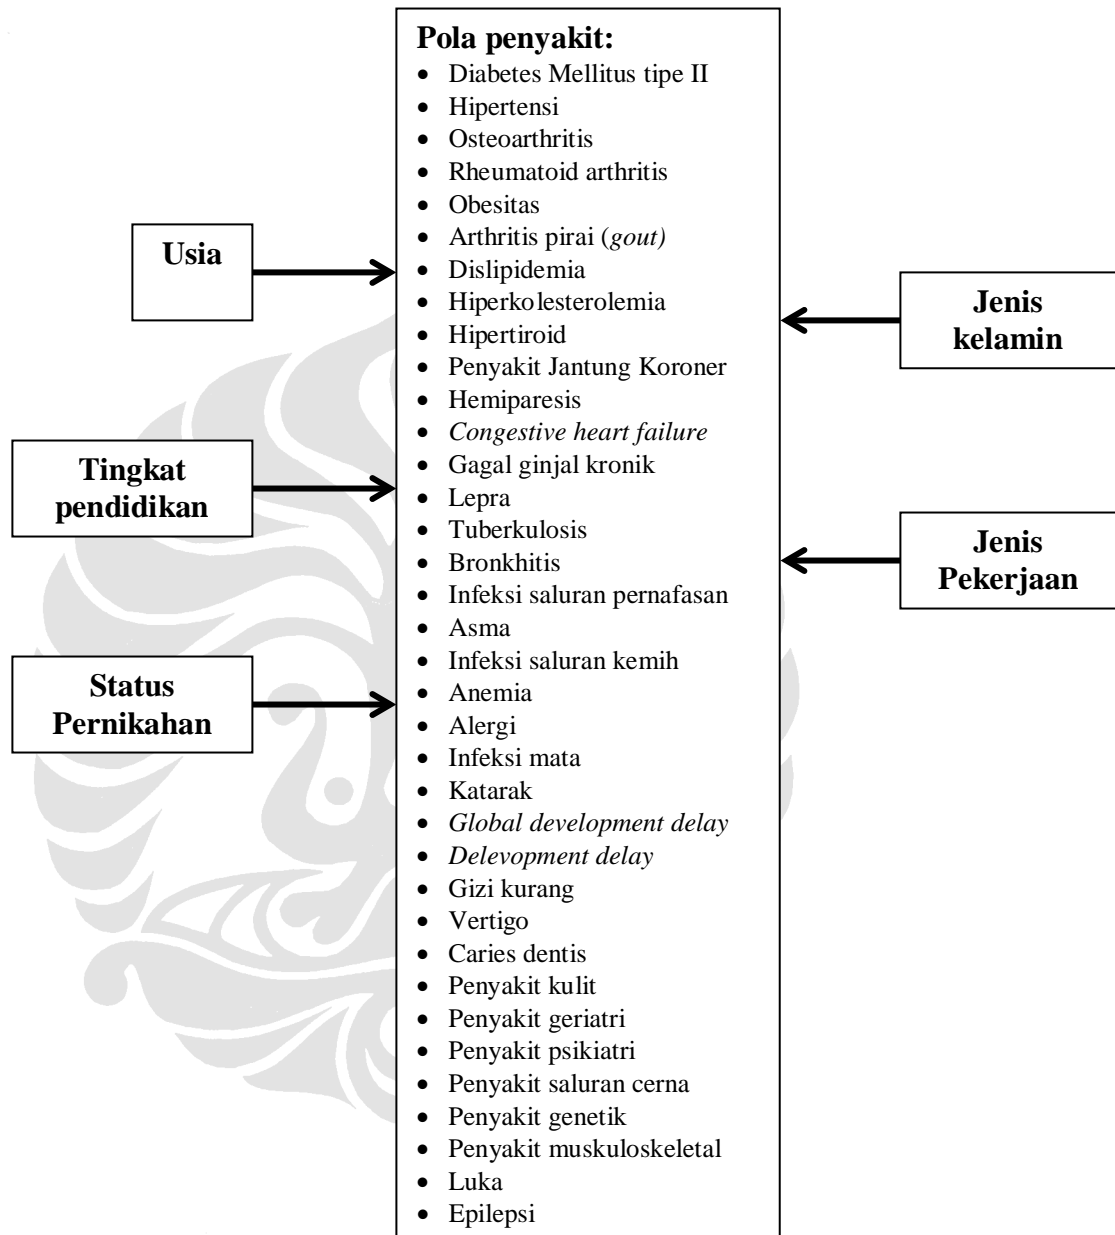 Pola penyakit:
• Diabetes Mellitus tipe II
• Hipertensi
• Osteoarthritis
• Rheumatoid arthritis
• Obesitas
• Arthritis pirai (gout)
• Dislipidemia
• Hiperkolesterolemia
• Hipertiroid
• Penyakit Jantung Koroner
• Hemiparesis
• Congestive heart failure
• Gagal ginjal kronik
• Lepra
• Tuberkulosis
• Bronkhitis
• Infeksi saluran pernafasan
• Asma
• Infeksi saluran kemih
• Anemia
• Alergi
• Infeksi mata
• Katarak
• Global development delay
• Delevopment delay
• Gizi kurang
• Vertigo
• Caries dentis
• Penyakit kulit
• Penyakit geriatri
• Penyakit psikiatri
• Penyakit saluran cerna
• Penyakit genetik
• Penyakit muskuloskeletal
• Luka
• Epilepsi
Usia
Tingkat
pendidikan
Status
Pernikahan
Jenis
kelamin
Jenis
Pekerjaan